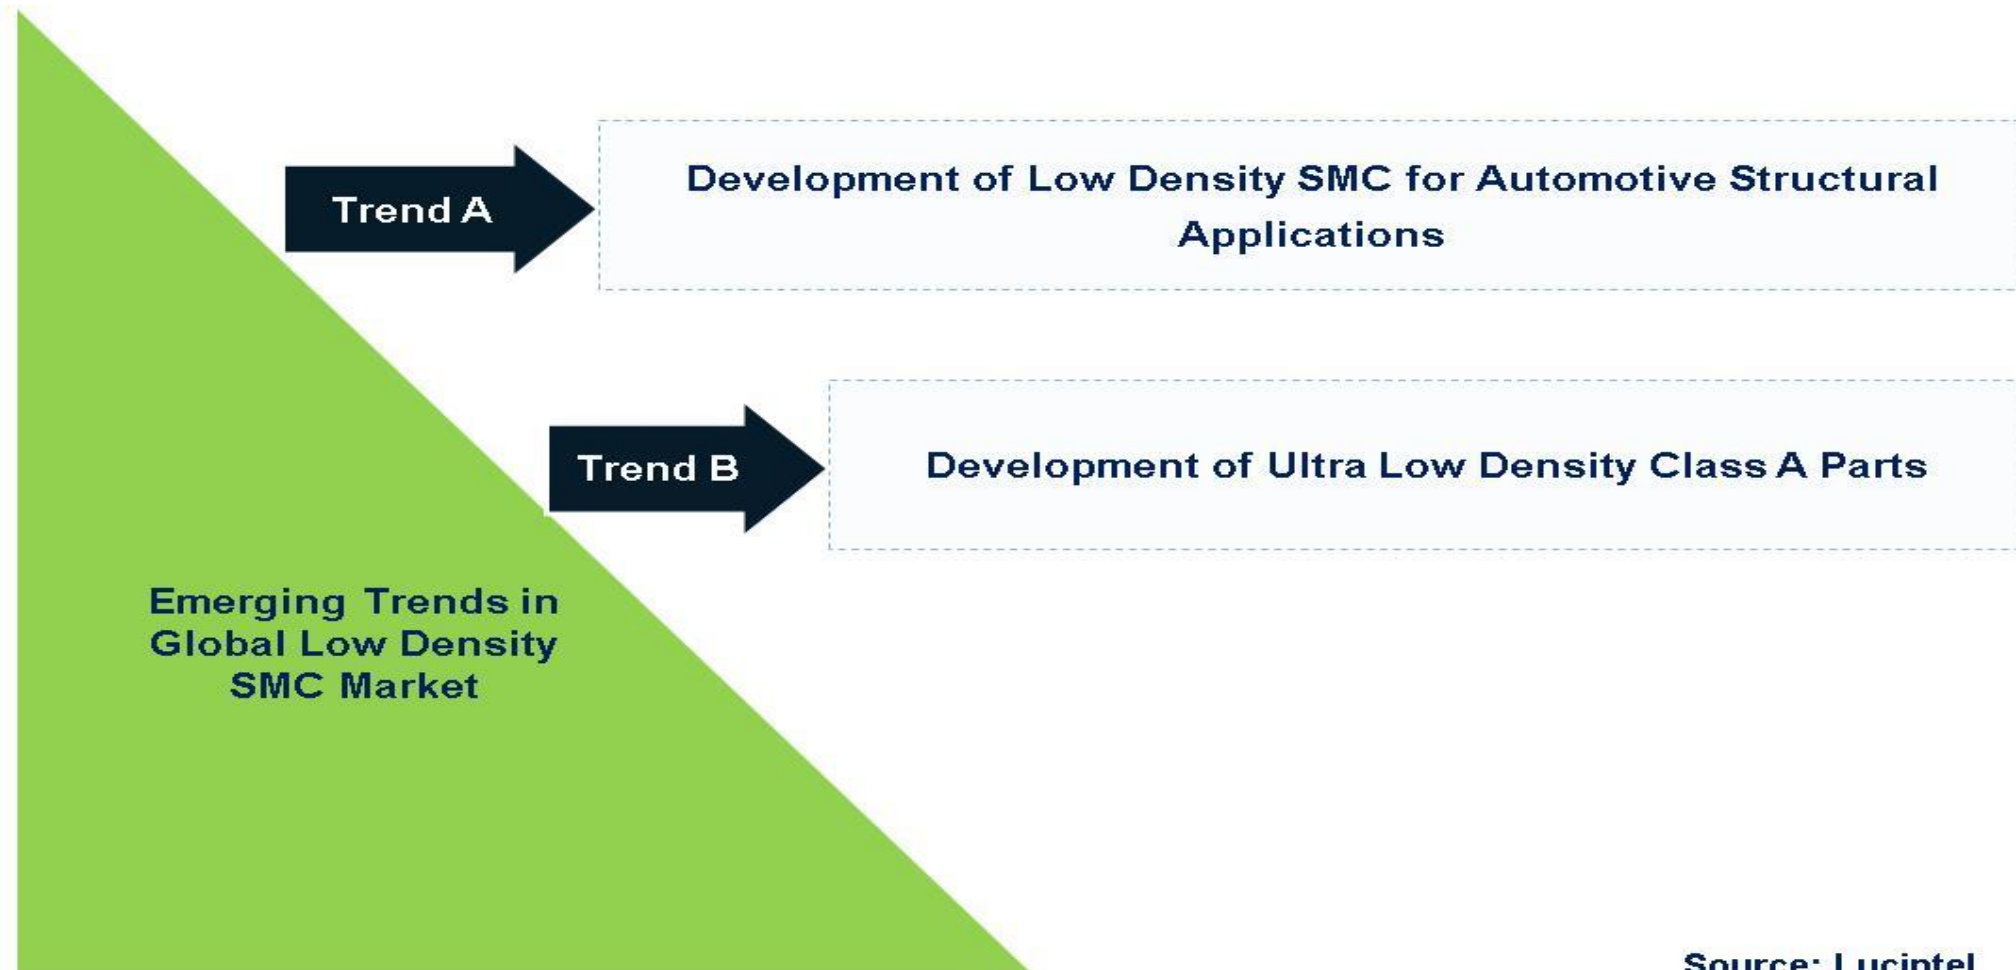 Trend A
Development of Low Density SMC for Automotive Structural
Applications
Trend B
Development of Ultra Low Density Class A Parts
Emerging Trends in
Global Low Density
SMC Market
Source: Lucintel